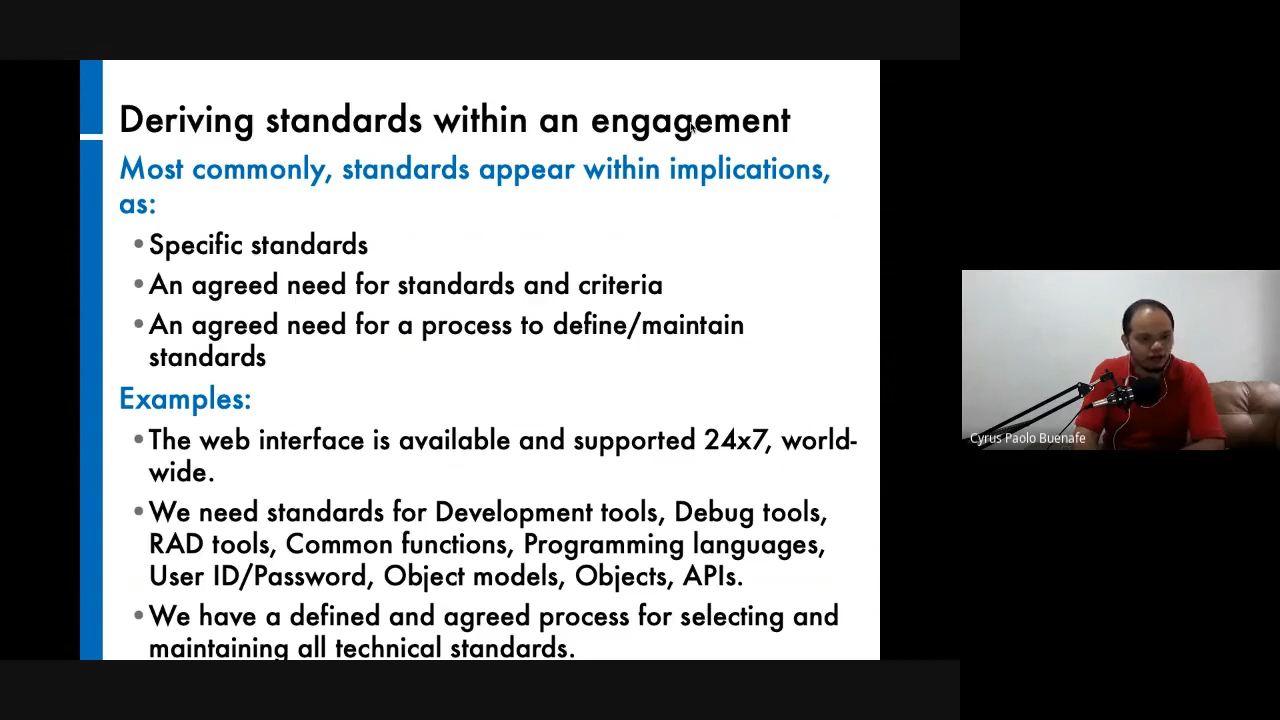 Deriving standards within an engagement
Most commonly, standards appear within implications,
as:
•Specific standards
•An agreed need for standards and criteria
•An agreed need for a process to define/maintain
standards
Examples:
•The web interface is available and supported 24x7, world-
wide.
•We need standards for Development tools, Debug tools,
RAD tools, Common functions, Programming languages,
User ID/Password, Object models, Objects, APIs.
•We have a defined and agreed process for selecting and
maintaining all technical standards.
Cyrus Paolo Buenafe